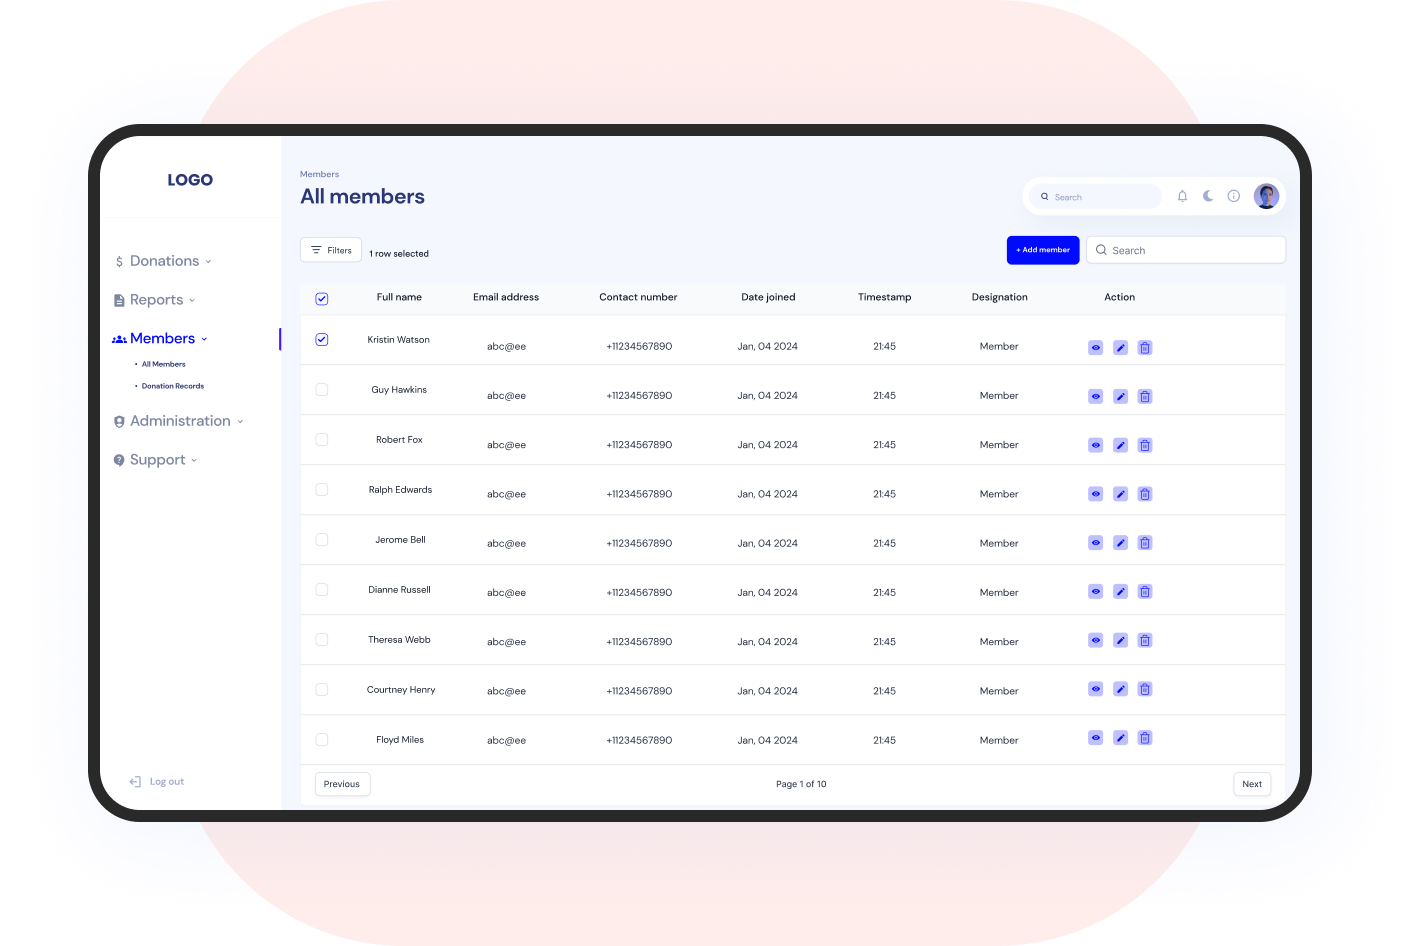 LOGO
Donations
Reports
Members
• All Members
• Donation Records
Administration
Support
Log out
Members
All members
Search
Filters
1 row selected
+ Add member
Search
Full name Email address Contact number Date joined Timestamp Designation Action
Kristin Watson abc@ee +11234567890 Jan, 04 2024 21:45 Member
Guy Hawkins abc@ee +11234567890 Jan, 04 2024 21:45 Member
Robert Fox abc@ee +11234567890 Jan, 04 2024 21:45 Member
Ralph Edwards abc@ee +11234567890 Jan, 04 2024 21:45 Member
Jerome Bell abc@ee +11234567890 Jan, 04 2024 21:45 Member
Dianne Russell abc@ee +11234567890 Jan, 04 2024 21:45 Member
Theresa Webb abc@ee +11234567890 Jan, 04 2024 21:45 Member
Courtney Henry abc@ee +11234567890 Jan, 04 2024 21:45 Member
Floyd Miles abc@ee +11234567890 Jan, 04 2024 21:45 Member
Previous Page 1 of 10 Next